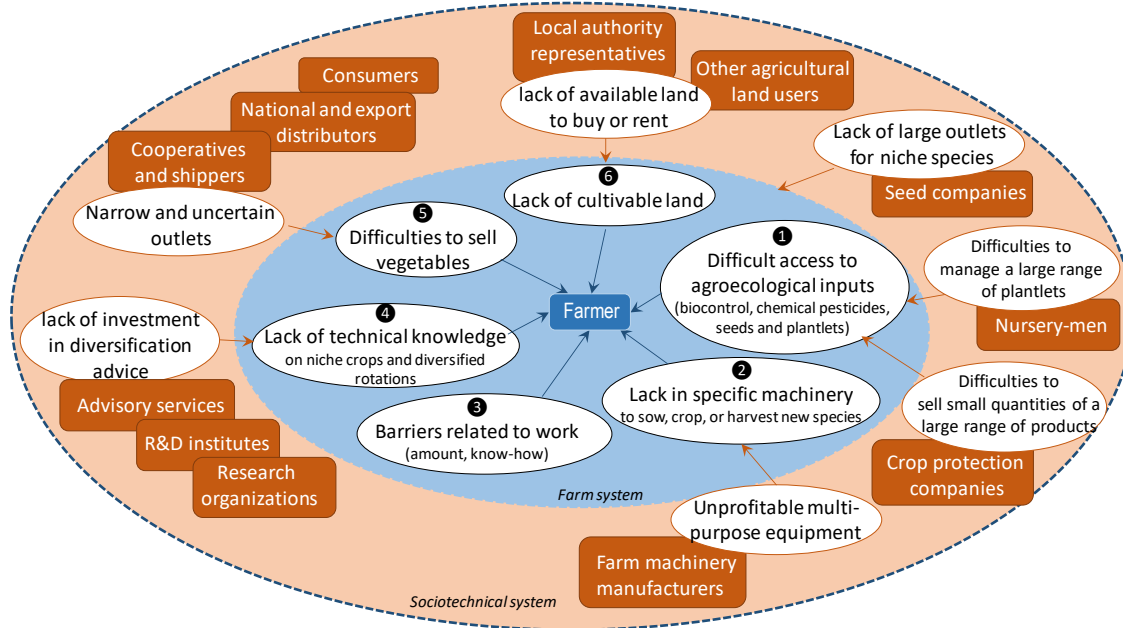 Local authority
representatives
Other agricultural
land users
lack of available land
to buy or rent
Consumers
National and export
distributors
Cooperatives
and shippers
Narrow and uncertain
outlets
Lack of large outlets
for niche species
Seed companies
❻
Lack of cultivable land
❺
Difficulties to sell
vegetables
❶
Difficult access to
agroecological inputs
(biocontrol, chemical pesticides,
seeds and plantlets)
Difficulties to
manage a large range
of plantlets
Nursery-men
Farmer
lack of investment
in diversification
advice
Advisory services
R&D institutes
Research
organizations
❹
Lack of technical knowledge
on niche crops and diversified
rotations
❸
Barriers related to work
(amount, know-how)
❷
Lack in specific machinery
to sow, crop, or harvest new species
Difficulties to
sell small quantities of a
large range of products
Crop protection
companies
Farm system
Unprofitable multi-
purpose equipment
Farm machinery
manufacturers
Sociotechnical system